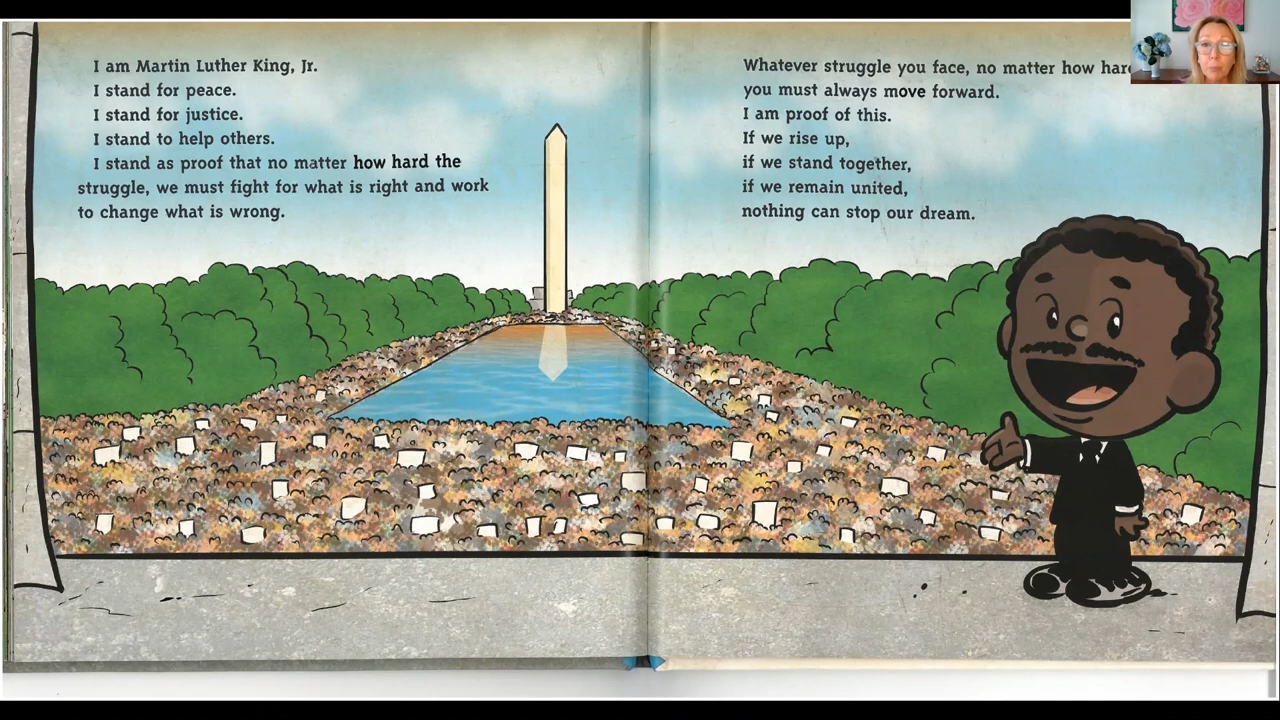 I am Martin Luther King, Jr.
I stand for peace.
I stand for justice.
I stand to help others.
I stand as proof that no matter how hard the
struggle, we must fight for what is right and work
to change what is wrong.
Whatever struggle you face, no matter how hard
you must always move forward.
I am proof of this.
If we rise up,
if we stand together,
if we remain united,
nothing can stop our dream.